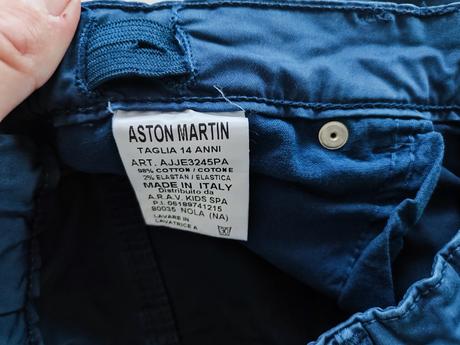 ASTON MARTIN
TAGLIA 14 ANNI
ART. AJJE3245PA
98% COTTON / COTONE
2% ELASTAN / ELASTICA
MADE IN ITALY
Distribuito da
A.R.A.V. KIDS SPA
P.I. 06189741215
80035 NOLA (NA)
LAVARE IN
LAVATRICE A